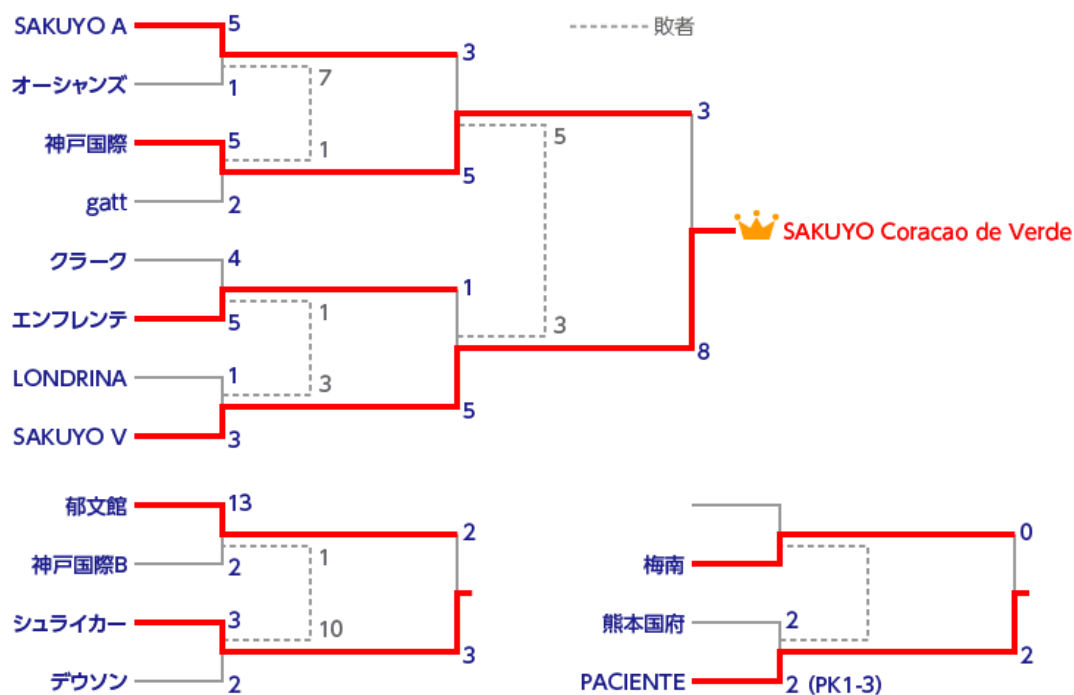 敗者
SAKUYO A
5
オーシャンズ
1
神戸国際
5
gatt
2
クラーク
4
エンフレンテ
5
LONDRINA
1
SAKUYO V
3
7
1
1
3
3
5
1
5
5
3
3
8
SAKUYO Coracao de Verde
郁文館
13
神戸国際B
2
シュライカー
3
デウソン
2
1
10
2
3
梅南
熊本国府
2
PACIENTE
2 (PK1-3)
0
2